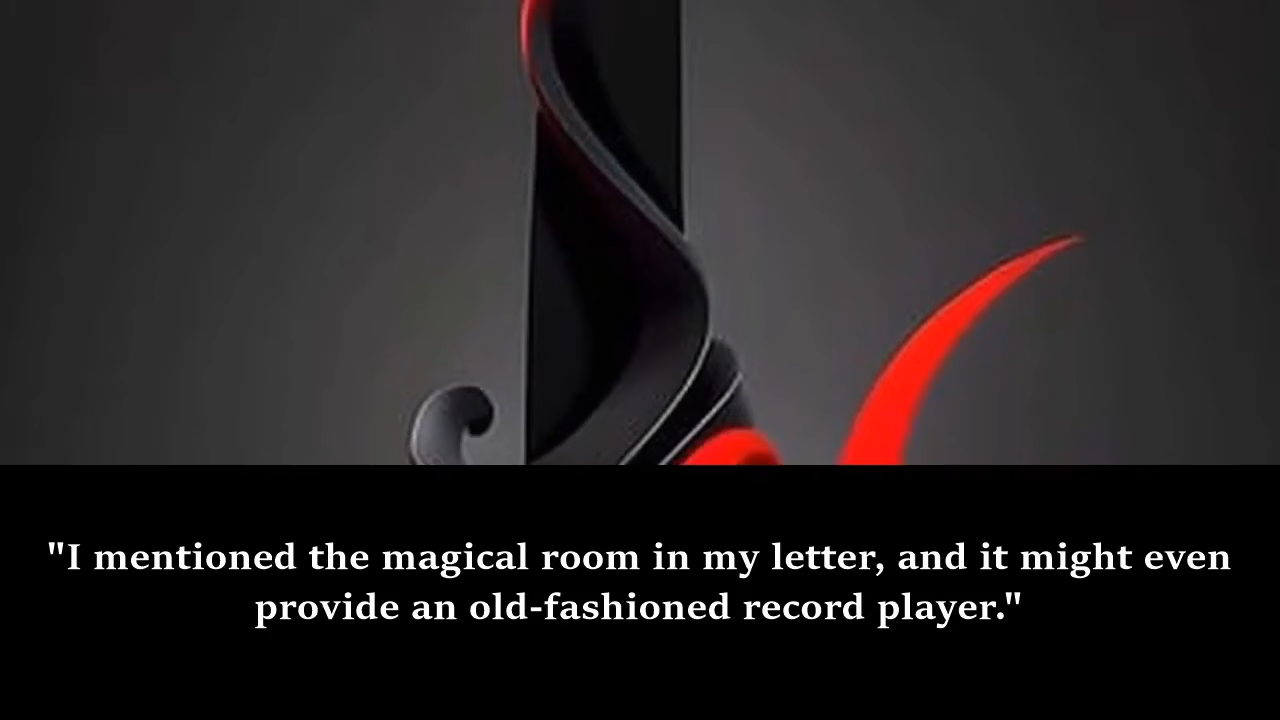 "I mentioned the magical room in my letter, and it might even
provide an old-fashioned record player."